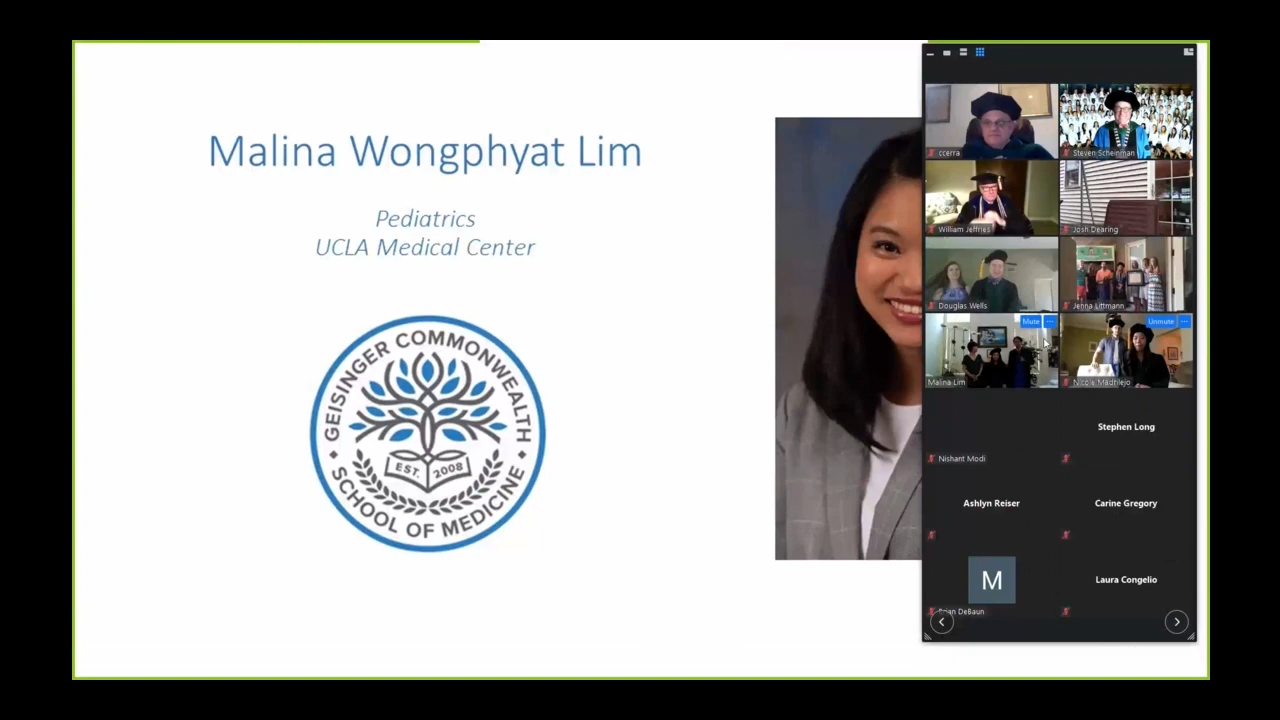 Malina Wongphyat Lim
Pediatrics
UCLA Medical Center
GEISINGER COMMONWEALTH
SCHOOL OF MEDICINE
EST. 2008
ccerra
Steven Scheinman
William Jeffries
Josh Dearing
Douglas Wells
Jenna Littmann
Mute
Unmute
Malina Lim
Nicole Madrilejo
Nishant Modi
Stephen Long
Ashlyn Reiser
Carine Gregory
M
Brian DeBaun
Laura Congelio